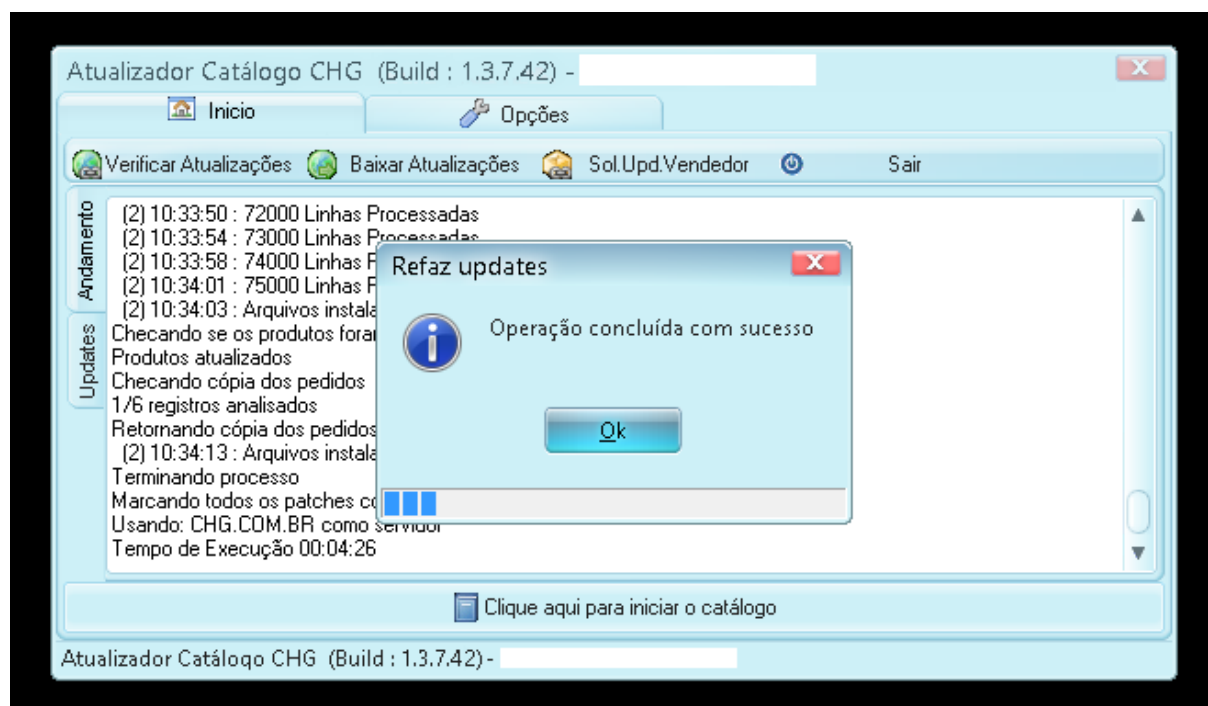 Atualizador Catálogo CHG (Build : 1.3.7.42) -
Inicio
Opções
Verificar Atualizações
Baixar Atualizações
Sol.Upd.Vendedor
Sair
Andamento
Updates
(2) 10:33:50 : 72000 Linhas Processadas
(2) 10:33:54 : 73000 Linhas Processadas
(2) 10:33:58 : 74000 Linhas
(2) 10:34:01 : 75000 Linhas
(2) 10:34:03 : Arquivos
Checando se os produtos
Produtos atualizados
Checando cópia dos pedidos
1/6 registros analisados
Retornando cópia dos pedidos
(2) 10:34:13 : Arquivos
Terminando processo
Marcando todos os patches
Usando: CHG.COM.BR como servidor
Tempo de Execução 00:04:26
Refaz updates
Operação concluída com sucesso
Ok
Clique aqui para iniciar o catálogo
Atualizador Catálogo CHG (Build : 1.3.7.42) -